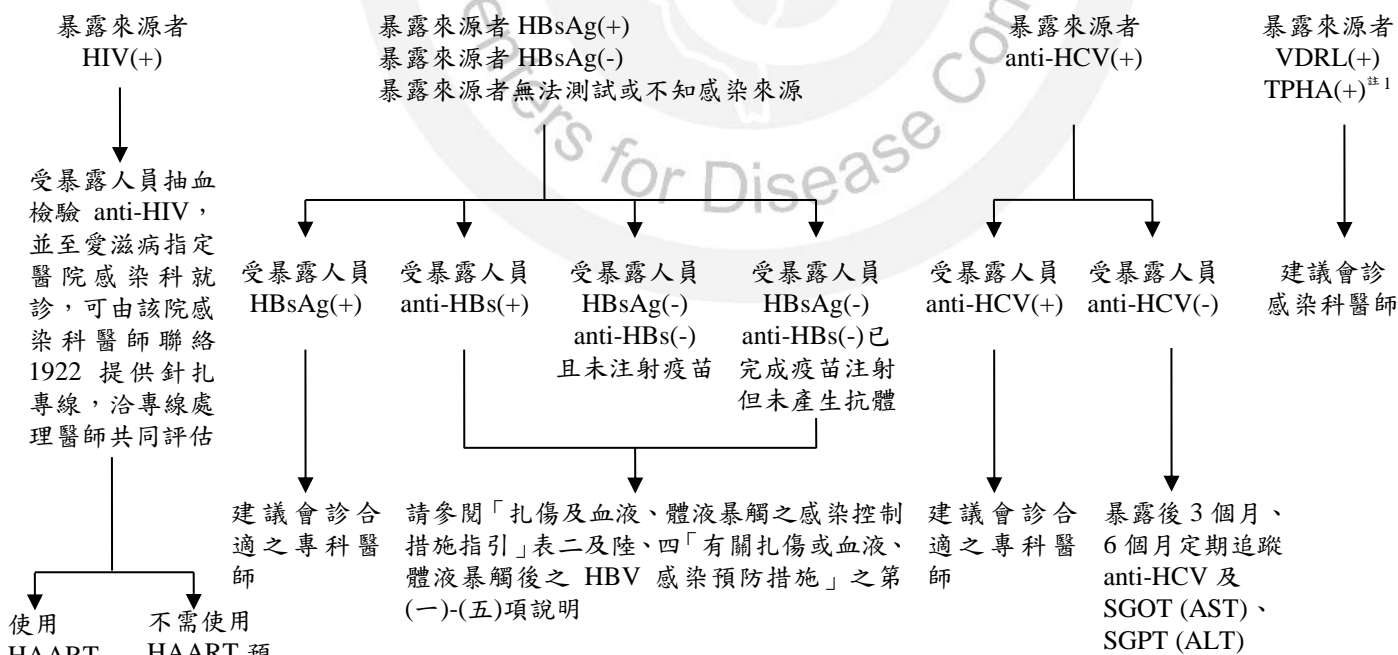 暴露來源者
HIV(+)
暴露來源者 HBsAg(+)
暴露來源者 HBsAg(-)
暴露來源者無法測試或不知感染來源
暴露來源者
anti-HCV(+)
暴露來源者
VDRL(+)
TPHA(+)註1
enters for Disease Con
受暴露人員抽血
檢驗 anti-HIV，
並至愛滋病指定
醫院感染科就
診，可由該院感
染科醫師聯絡
1922 提供針扎
專線，洽專線處
理醫師共同評估
受暴露人員
HBsAg(+)
受暴露人員
anti-HBs(+)
受暴露人員
HBsAg(-)
anti-HBs(-)
且未注射疫苗
受暴露人員
HBsAg(-)
anti-HBs(-)已
完成疫苗注射
但未產生抗體
受暴露人員
anti-HCV(+)
受暴露人員
anti-HCV(-)
建議會診
感染科醫師
建議會診合
適之專科醫
師
請參閱「扎傷及血液、體液暴觸之感染控制
措施指引」表二及陸、四「有關扎傷或血液、
體液暴觸後之 HBV 感染預防措施」之第
(一)-(五)項說明
建議會診合
適之專科醫
師
暴露後 3 個月、
6 個月定期追蹤
anti-HCV 及
SGOT (AST)、
SGPT (ALT)
使用
HAART
不需使用
HAART 預